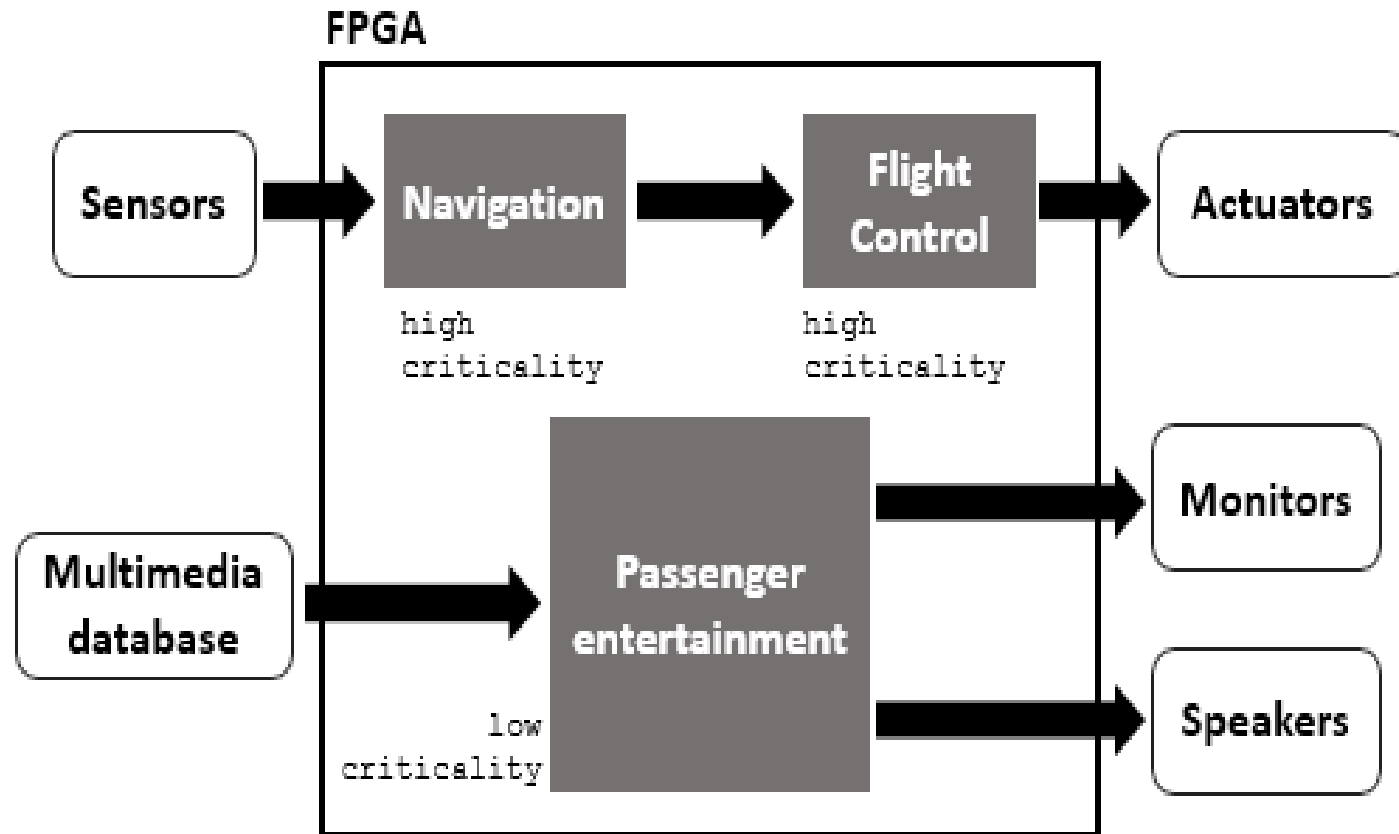 FPGA
Sensors
Navigation
Flight
Control
Actuators
high
criticality
high
criticality
Multimedia
database
Passenger
entertainment
low
criticality
Monitors
Speakers